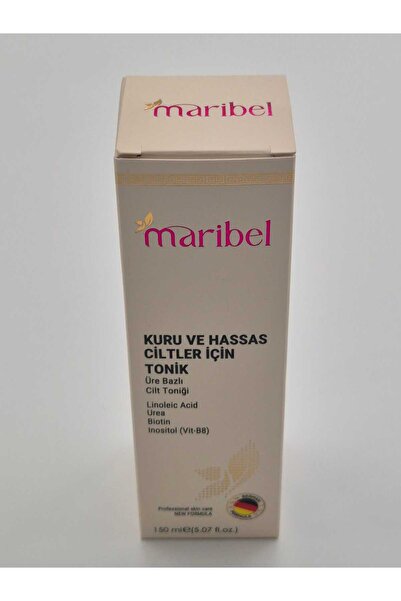 maribel
maribel
KURU VE HASSAS
CİLTLER İÇİN
TONİK
Üre Bazlı
Cilt Toniği
Linoleic Acid
Urea
Biotin
Inositol (Vit-B8)
Professional skin care
NEW FORMULA
150 ml℮(5.07 fl.oz.)